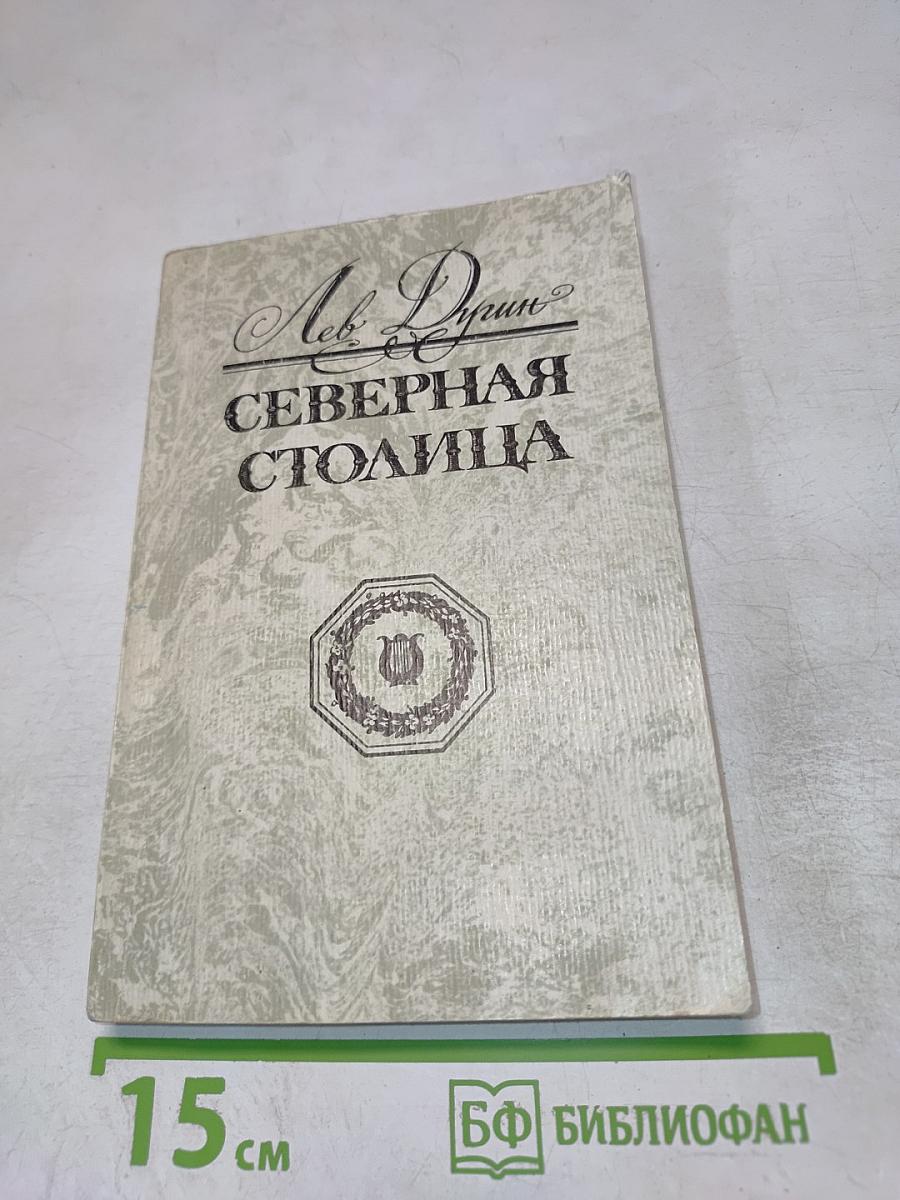 Лев Дугин
СЕВЕРНАЯ
СТОЛИЦА
15 см
БФ БИБЛИОФАН